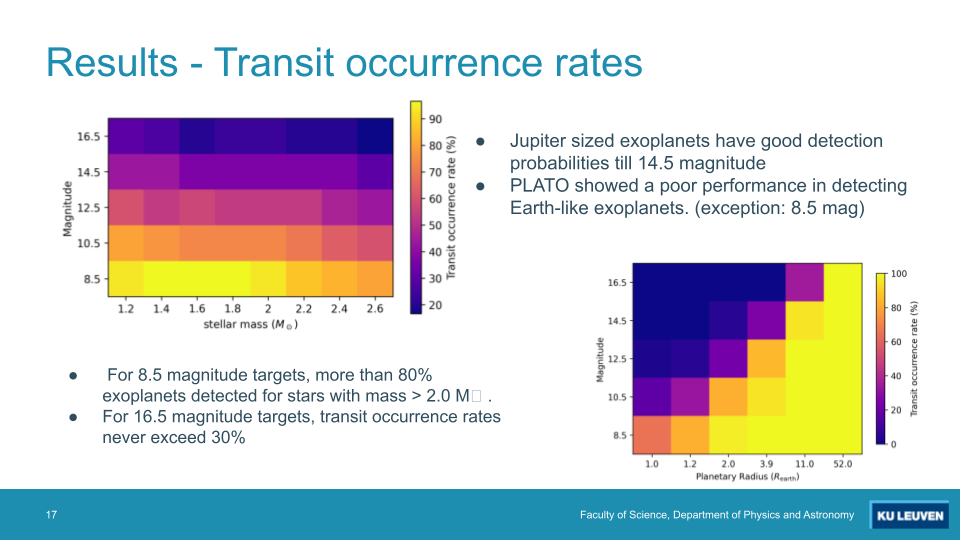 Results - Transit occurrence rates
16.5
14.5
12.5
10.5
8.5
Magnitude
1.2 1.4 1.6 1.8 2 2.2 2.4 2.6
stellar mass (M⊙)
90
80
70
60
50
40
30
20
Transit occurrence rate (%)
● Jupiter sized exoplanets have good detection
probabilities till 14.5 magnitude
● PLATO showed a poor performance in detecting
Earth-like exoplanets. (exception: 8.5 mag)
16.5
14.5
12.5
10.5
8.5
Magnitude
1.0 1.2 2.0 3.9 11.0 52.0
Planetary Radius (Rearth)
100
80
60
40
20
0
Transit occurrence rate (%)
● For 8.5 magnitude targets, more than 80%
exoplanets detected for stars with mass > 2.0 M□ .
● For 16.5 magnitude targets, transit occurrence rates
never exceed 30%
17
Faculty of Science, Department of Physics and Astronomy
KU LEUVEN